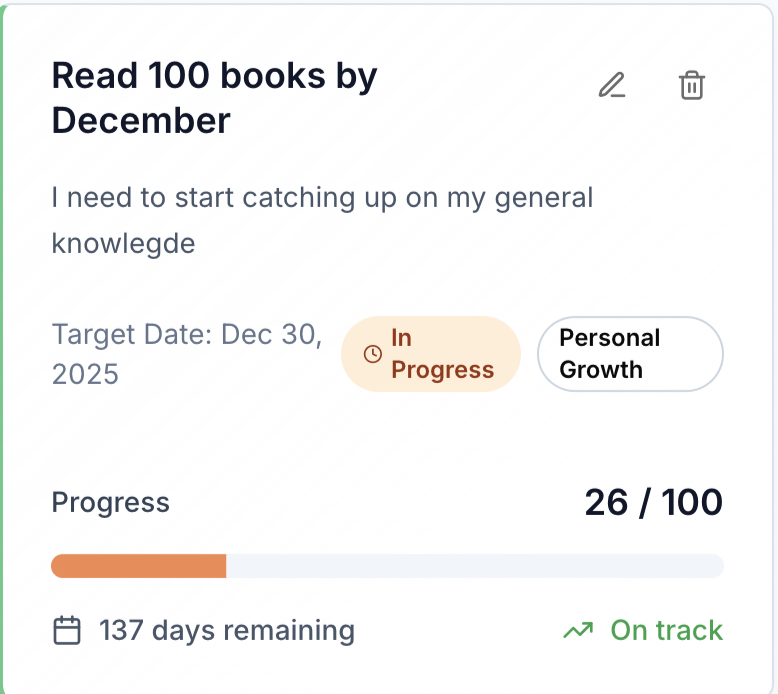 Read 100 books by
December
I need to start catching up on my general
knowlegde
Target Date: Dec 30,
2025
In
Progress
Personal
Growth
Progress
26 / 100
137 days remaining
On track